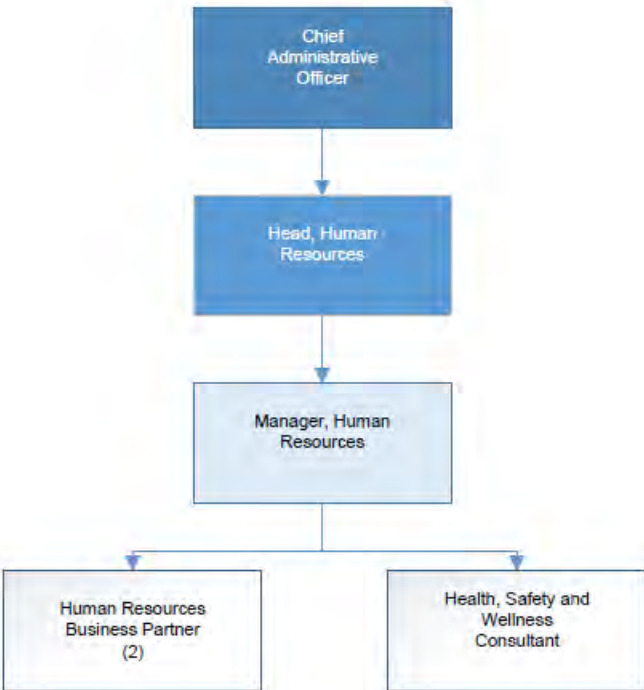 Chief
Administrative
Officer
Head, Human
Resources
Manager, Human
Resources
Human Resources
Business Partner
(2)
Health, Safety and
Wellness
Consultant